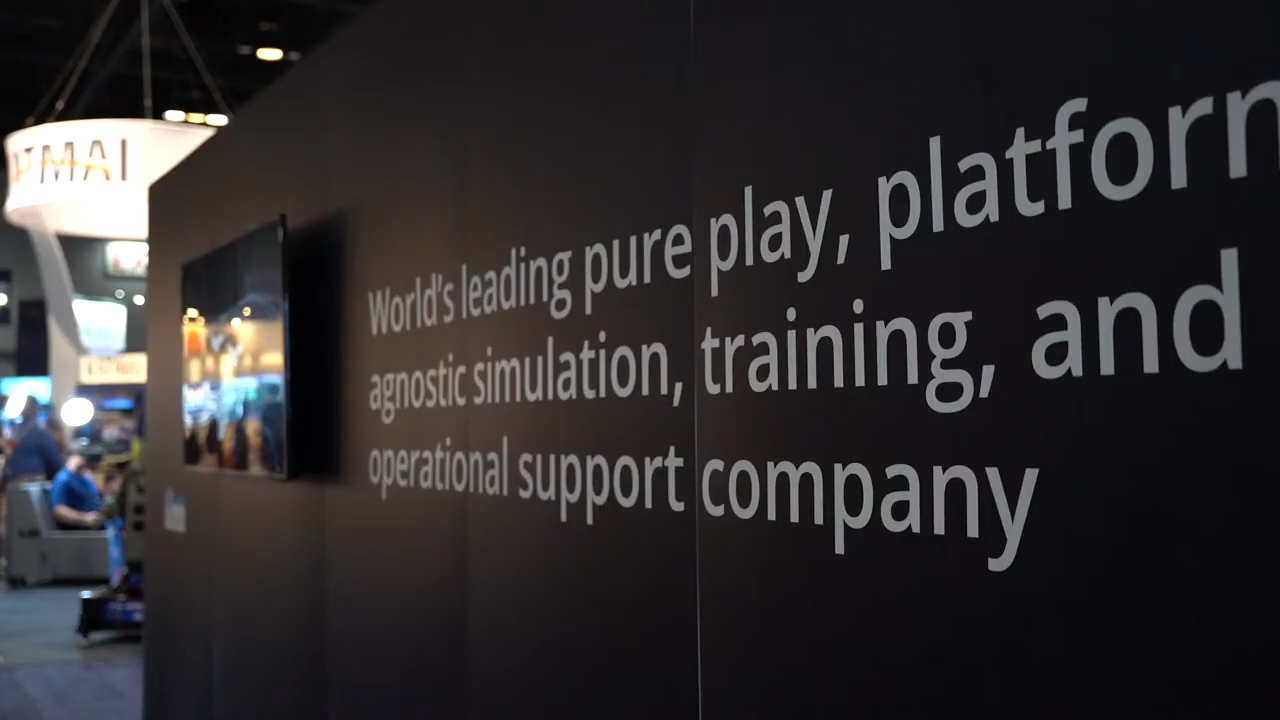 World's leading pure play, platform
agnostic simulation, training, and
operational support company